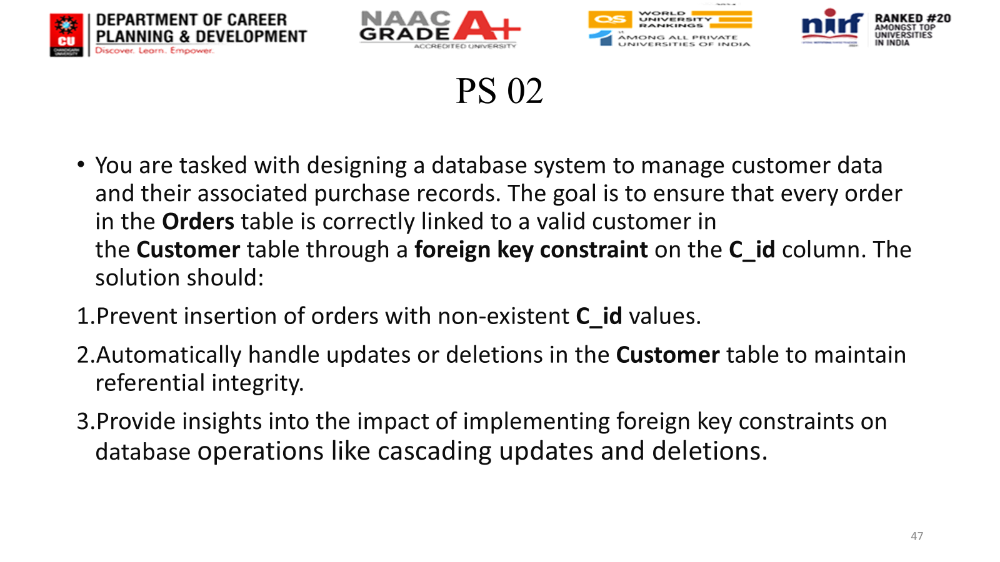 CU
CHANDIGARH
UNIVERSITY
DEPARTMENT OF CAREER
PLANNING & DEVELOPMENT
Discover. Learn. Empower.
NAAC
GRADE A+
ACCREDITED UNIVERSITY
QS WORLD
UNIVERSITY
RANKINGS
1st AMONG ALL PRIVATE
UNIVERSITIES OF INDIA
nirf
RANKED #20
AMONGST TOP
UNIVERSITIES
IN INDIA
PS 02
• You are tasked with designing a database system to manage customer data
and their associated purchase records. The goal is to ensure that every order
in the Orders table is correctly linked to a valid customer in
the Customer table through a foreign key constraint on the C_id column. The
solution should:
1.Prevent insertion of orders with non-existent C_id values.
2.Automatically handle updates or deletions in the Customer table to maintain
referential integrity.
3.Provide insights into the impact of implementing foreign key constraints on
database operations like cascading updates and deletions.
47